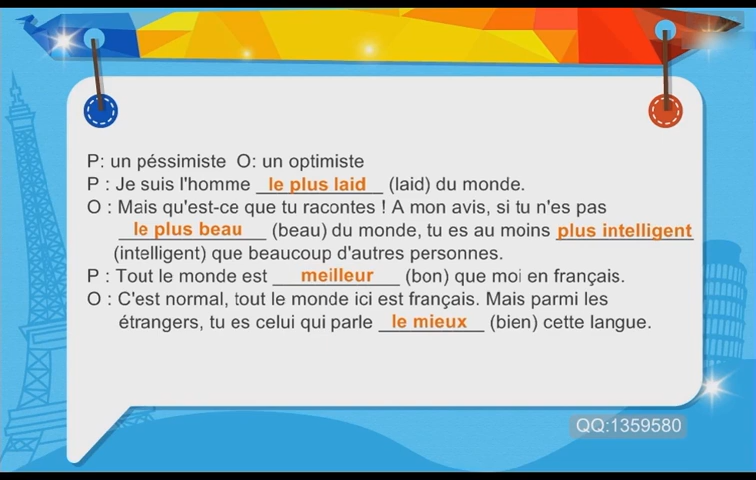 P: un péssimiste O: un optimiste
P : Je suis l'homme le plus laid (laid) du monde.
O : Mais qu'est-ce que tu racontes ! A mon avis, si tu n'es pas
le plus beau (beau) du monde, tu es au moins plus intelligent
(intelligent) que beaucoup d'autres personnes.
P : Tout le monde est meilleur (bon) que moi en français.
O : C'est normal, tout le monde ici est français. Mais parmi les
étrangers, tu es celui qui parle le mieux (bien) cette langue.
QQ:1359580